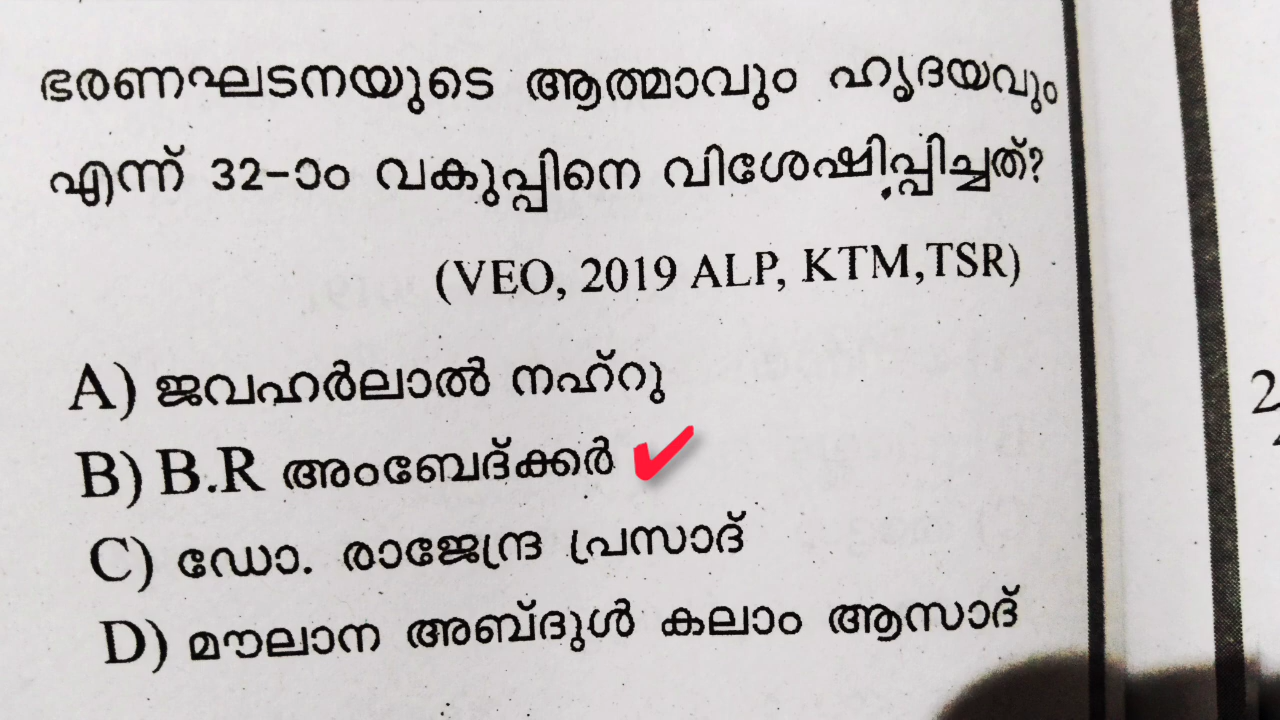 ഭരണഘടനയുടെ ആത്മാവും ഹൃദയവും
എന്ന് 32-ാം വകുപ്പിനെ വിശേഷിപ്പിച്ചത്?
(VEO, 2019 ALP, KTM,TSR)
A) ജവഹർലാൽ നഹ്റു
B) B.R അംബേദ്ക്കർ
C) ഡോ. രാജേന്ദ്ര പ്രസാദ്
D) മൗലാന അബ്ദുൾ കലാം ആസാദ്
2